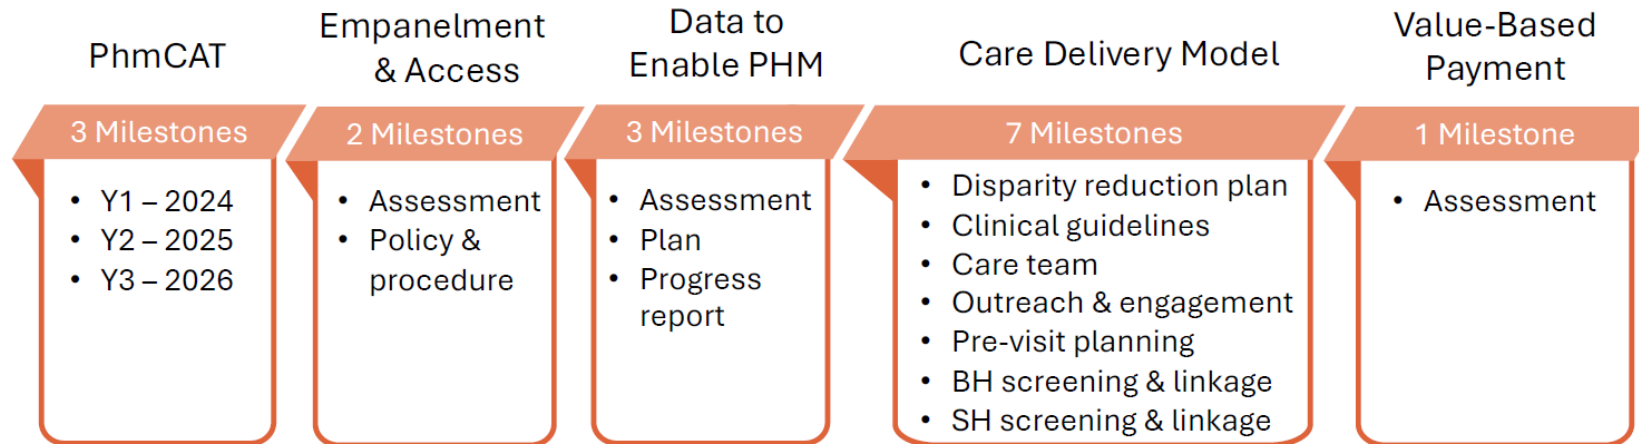 PhmCAT
3 Milestones
• Y1 – 2024
• Y2 – 2025
• Y3 – 2026
Empanelment
& Access
2 Milestones
• Assessment
• Policy &
procedure
Data to
Enable PHM
3 Milestones
• Assessment
• Plan
• Progress
report
Care Delivery Model
7 Milestones
• Disparity reduction plan
• Clinical guidelines
• Care team
• Outreach & engagement
• Pre-visit planning
• BH screening & linkage
• SH screening & linkage
Value-Based
Payment
1 Milestone
• Assessment